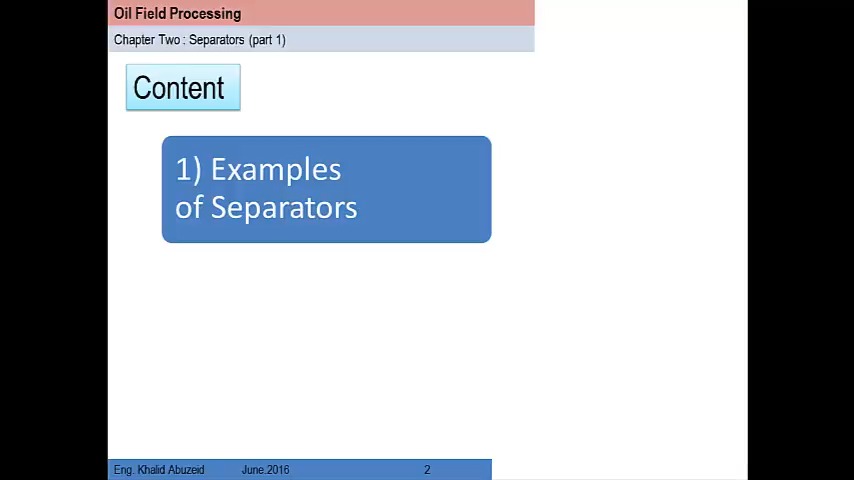 Oil Field Processing
Chapter Two : Separators (part 1)
Content
1) Examples
of Separators
Eng. Khalid Abuzeid June.2016 2